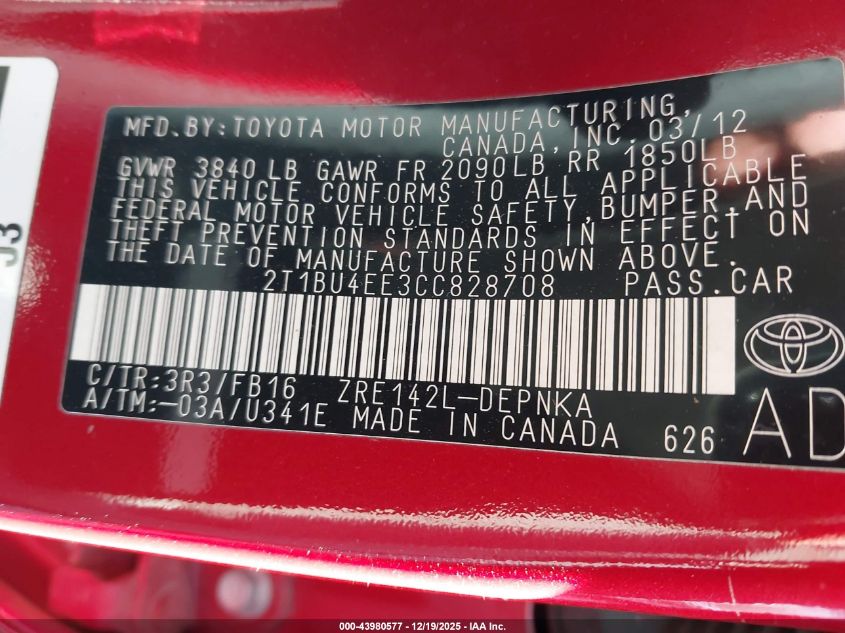 J3
MFD.BY:TOYOTA MOTOR MANUFACTURING,
CANADA,INC.03/12
GVWR 3840 LB GAWR FR 2090LB RR 1850LB
THIS VEHICLE CONFORMS TO ALL APPLICABLE
FEDERAL MOTOR VEHICLE SAFETY,BUMPER,AND
THEFT PREVENTION STANDARDS IN EFFECT ON
THE DATE OF MANUFACTURE SHOWN ABOVE.
2T1BU4EE3CC828708 PASS.CAR
C/TR:3R3/FB16 ZRE142L-DEPNKA
A/TM:-03A/U341E MADE IN CANADA 626 AD
000-43980577 - 12/19/2025 - IAA Inc.